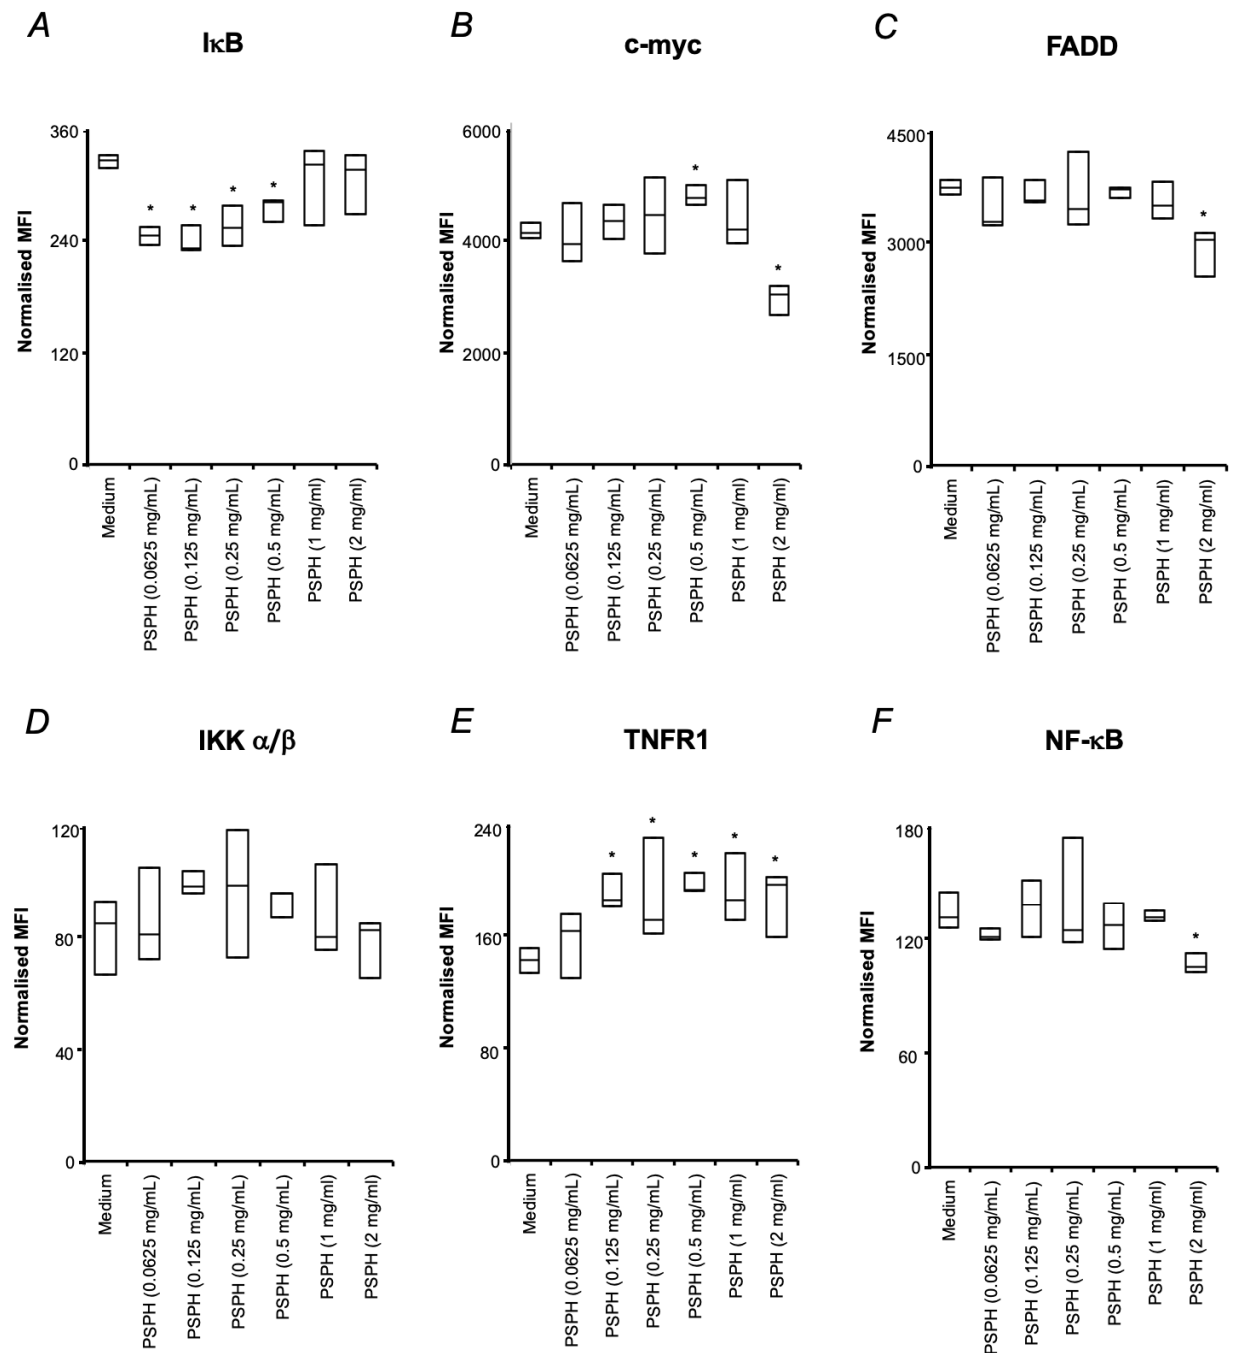 A
IκB
360
240
120
0
Normalised MFI
*
*
*
*
Medium
PSPH (0.0625 mg/mL)
PSPH (0.125 mg/mL)
PSPH (0.25 mg/mL)
PSPH (0.5 mg/mL)
PSPH (1 mg/ml)
PSPH (2 mg/ml)
B
c-myc
6000
4000
2000
0
Normalised MFI
*
*
Medium
PSPH (0.0625 mg/mL)
PSPH (0.125 mg/mL)
PSPH (0.25 mg/mL)
PSPH (0.5 mg/mL)
PSPH (1 mg/ml)
PSPH (2 mg/ml)
C
FADD
4500
3000
1500
0
Normalised MFI
*
Medium
PSPH (0.0625 mg/mL)
PSPH (0.125 mg/mL)
PSPH (0.25 mg/mL)
PSPH (0.5 mg/mL)
PSPH (1 mg/ml)
PSPH (2 mg/ml)
D
IKK α/β
120
80
40
0
Normalised MFI
Medium
PSPH (0.0625 mg/mL)
PSPH (0.125 mg/mL)
PSPH (0.25 mg/mL)
PSPH (0.5 mg/mL)
PSPH (1 mg/ml)
PSPH (2 mg/ml)
E
TNFR1
240
160
80
0
Normalised MFI
*
*
*
*
*
Medium
PSPH (0.0625 mg/mL)
PSPH (0.125 mg/mL)
PSPH (0.25 mg/mL)
PSPH (0.5 mg/mL)
PSPH (1 mg/ml)
PSPH (2 mg/ml)
F
NF-κB
180
120
60
0
Normalised MFI
*
Medium
PSPH (0.0625 mg/mL)
PSPH (0.125 mg/mL)
PSPH (0.25 mg/mL)
PSPH (0.5 mg/mL)
PSPH (1 mg/ml)
PSPH (2 mg/ml)